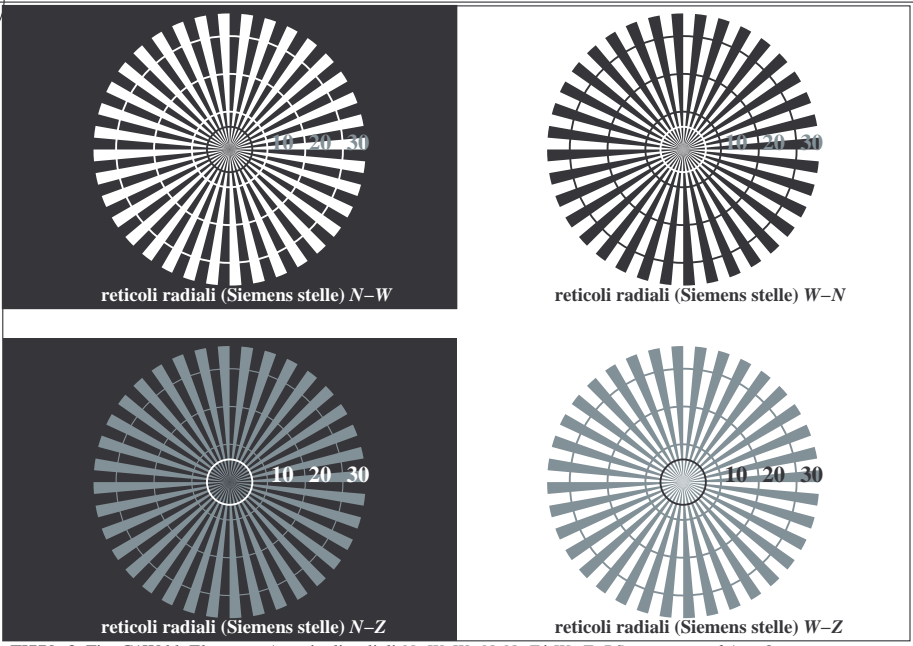 10 20 30
10 20 30
reticoli radiali (Siemens stelle) N–W
reticoli radiali (Siemens stelle) W–N
10 20 30
10 20 30
reticoli radiali (Siemens stelle) N–Z
reticoli radiali (Siemens stelle) W–Z